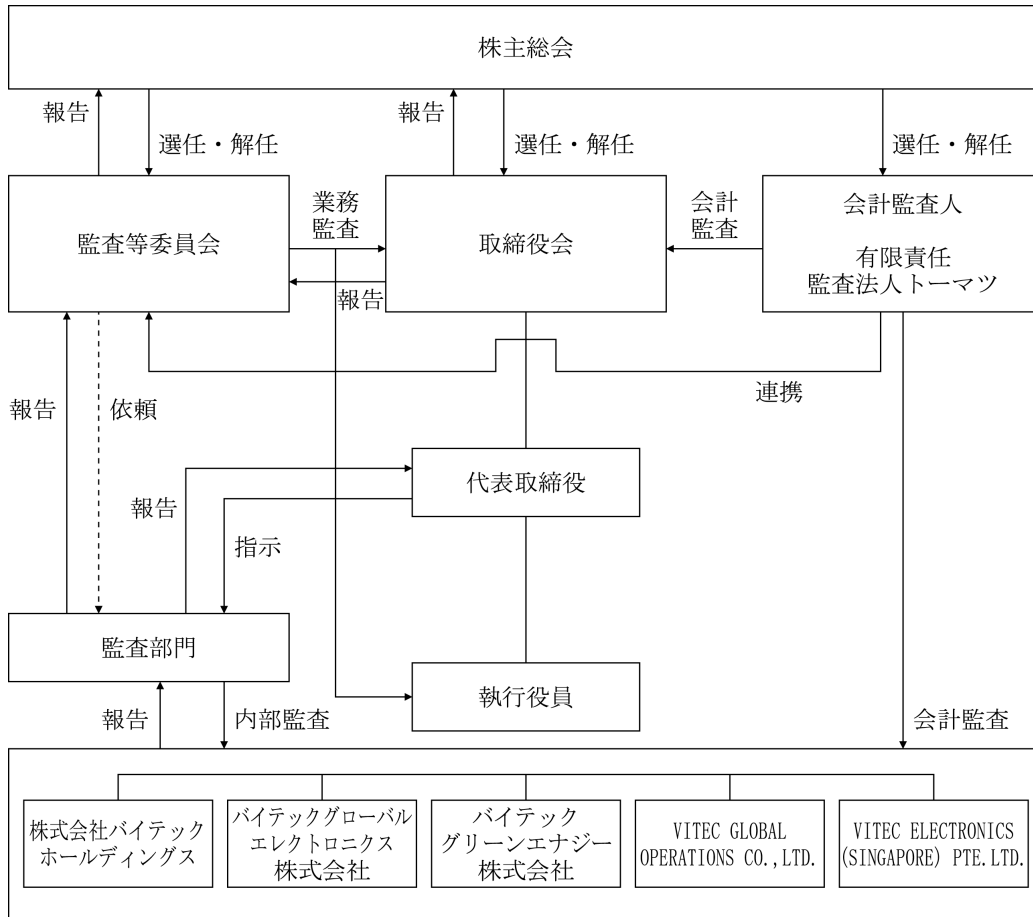 株主総会
報告
選任・解任
報告
選任・解任
選任・解任
監査等委員会
業務
監査
報告
取締役会
会計
監査
会計監査人
有限責任
監査法人トーマツ
連携
報告
依頼
報告
指示
代表取締役
監査部門
執行役員
報告
内部監査
会計監査
株式会社バイテック
ホールディングス
バイテックグローバル
エレクトロニクス
株式会社
バイテック
グリーンエナジー
株式会社
VITEC GLOBAL
OPERATIONS CO.,LTD.
VITEC ELECTRONICS
(SINGAPORE) PTE.LTD.